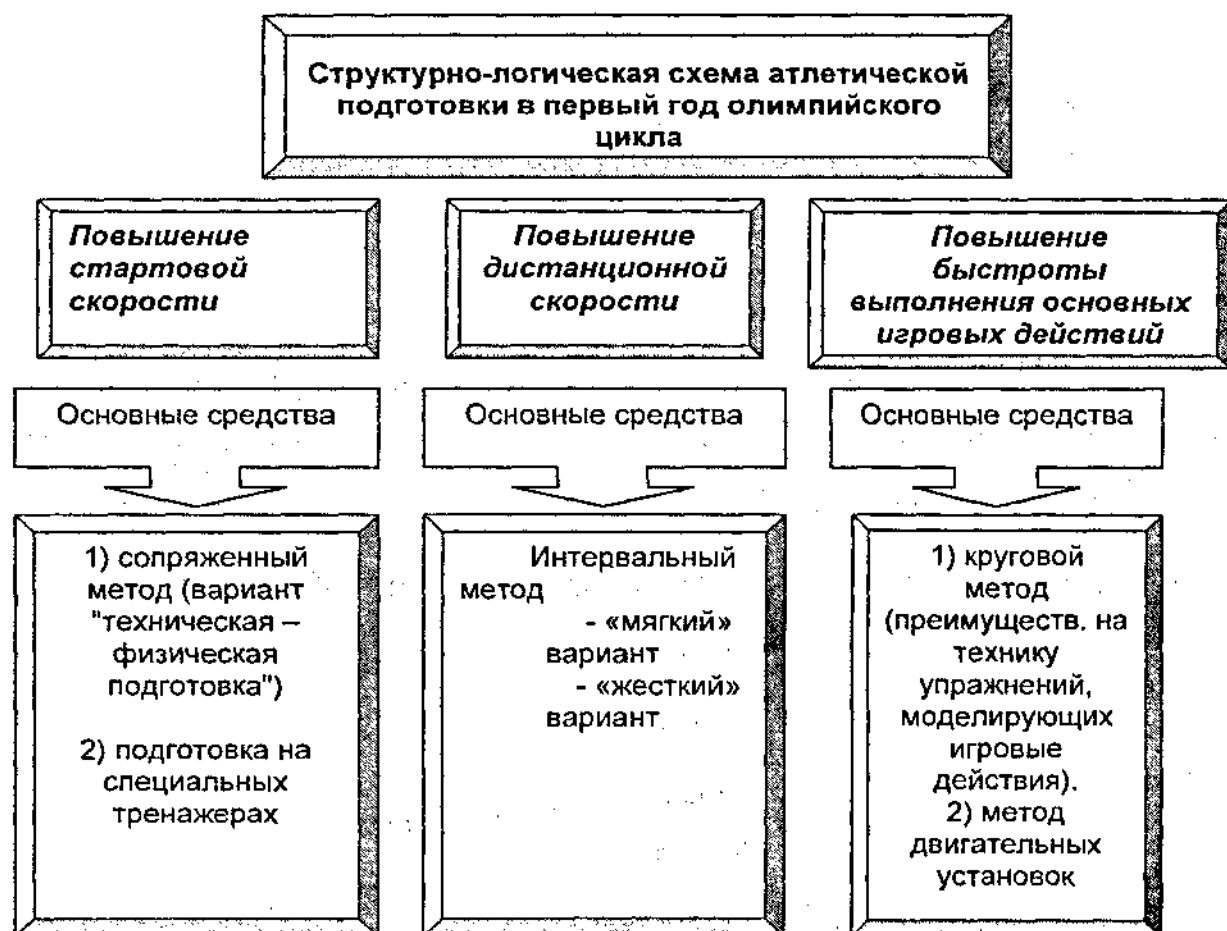 Структурно-логическая схема атлетической
подготовки в первый год олимпийского
цикла
Повышение
стартовой
скорости
Повышение
дистанционной
скорости
Повышение
быстроты
выполнения основных
игровых действий
Основные средства
Основные средства
Основные средства
1) сопряженный
метод (вариант
"техническая –
физическая
подготовка")
2) подготовка на
специальных
тренажерах
Интервальный
метод
- «мягкий»
вариант
- «жесткий»
вариант
1) круговой
метод
(преимуществ. на
технику
упражнений,
моделирующих
игровые
действия).
2) метод
двигательных
установок